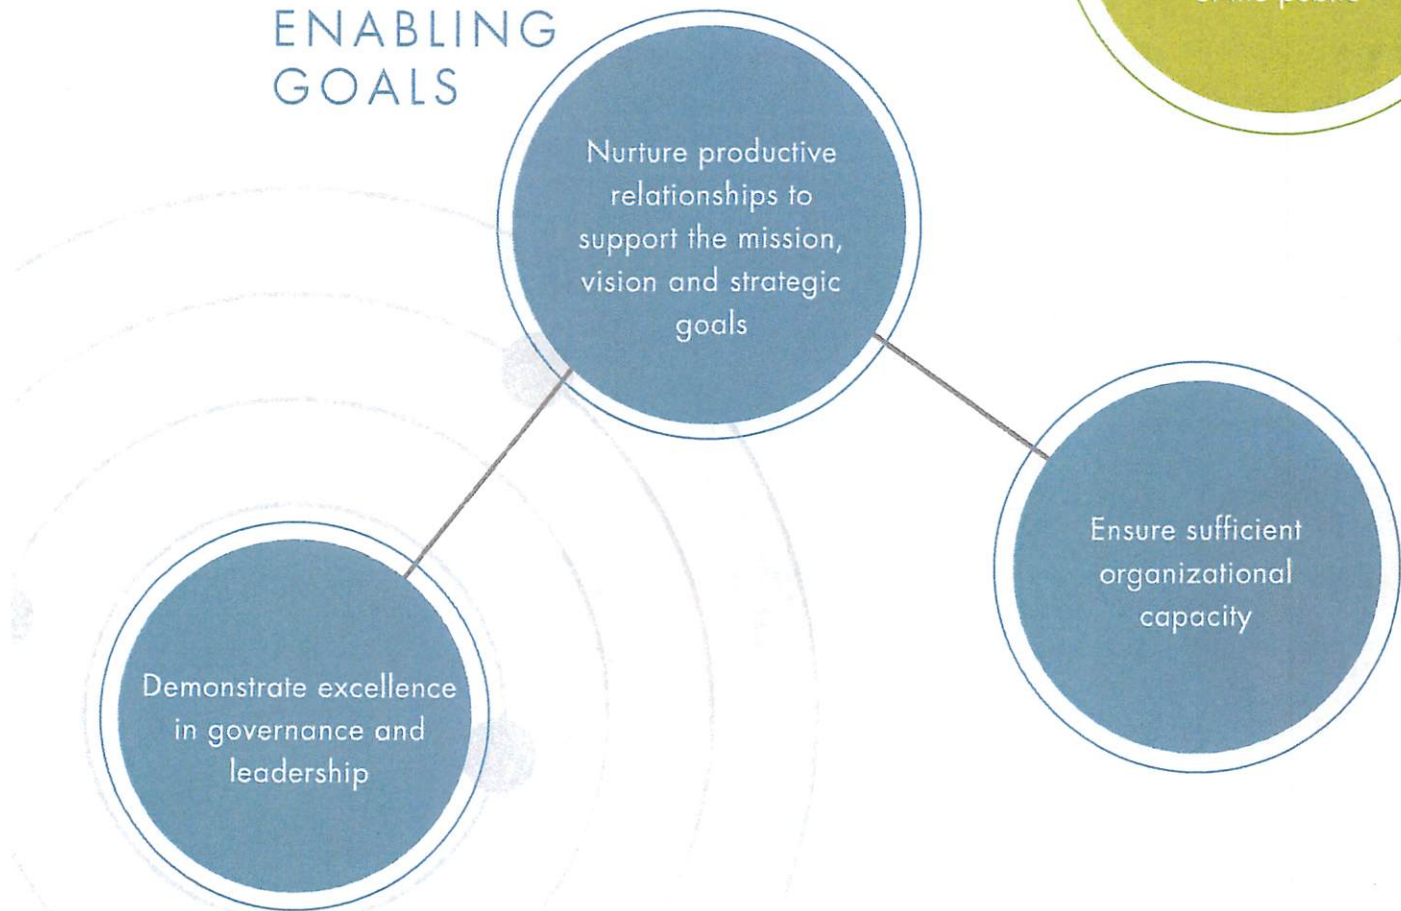 ENABLING
GOALS
Nurture productive
relationships to
support the mission,
vision and strategic
goals
Ensure sufficient
organizational
capacity
Demonstrate excellence
in governance and
leadership